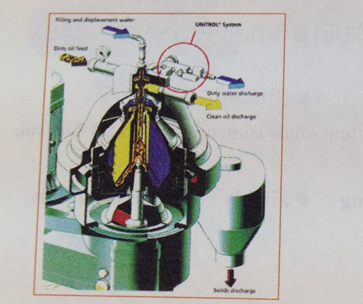 Filling and displacement water
UNITROL® System
Dirty oil feed
Dirty water discharge
Clean oil discharge
Solids discharge